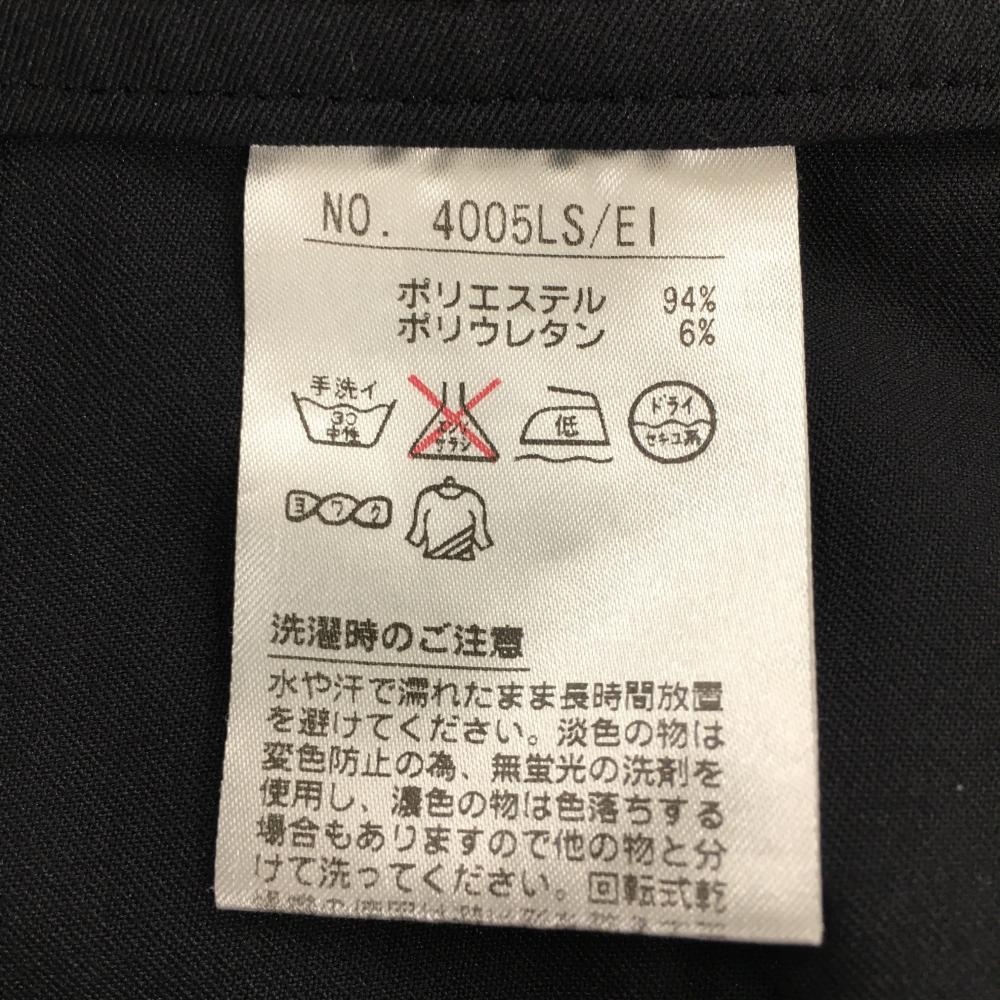 NO. 4005LS/EI
ポリエステル 94%
ポリウレタン 6%
手洗イ
30
中性
エンソ
サラシ
低
ドライ
セキユ系
ヨワク
洗濯時のご注意
水や汗で濡れたまま長時間放置
を避けてください。淡色の物は
変色防止の為、無蛍光の洗剤を
使用し、濃色の物は色落ちする
場合もありますので他の物と分
けて洗ってください。回転式乾